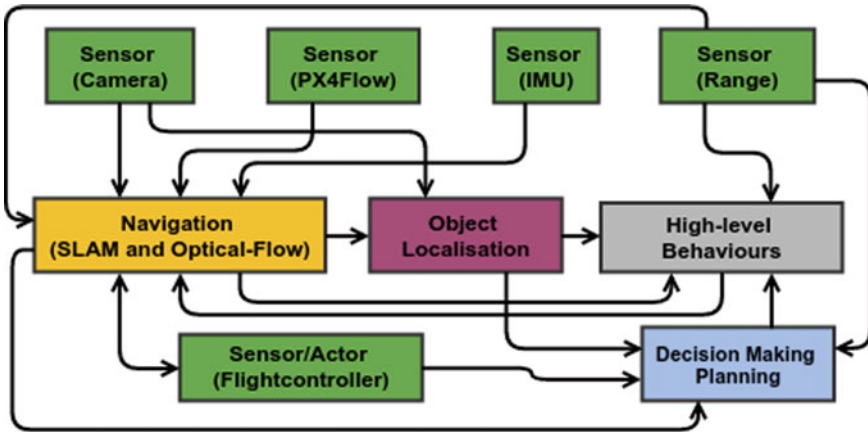 Sensor
(Camera)
Sensor
(PX4Flow)
Sensor
(IMU)
Sensor
(Range)
Navigation
(SLAM and Optical-Flow)
Object
Localisation
High-level
Behaviours
Sensor/Actor
(Flightcontroller)
Decision Making
Planning